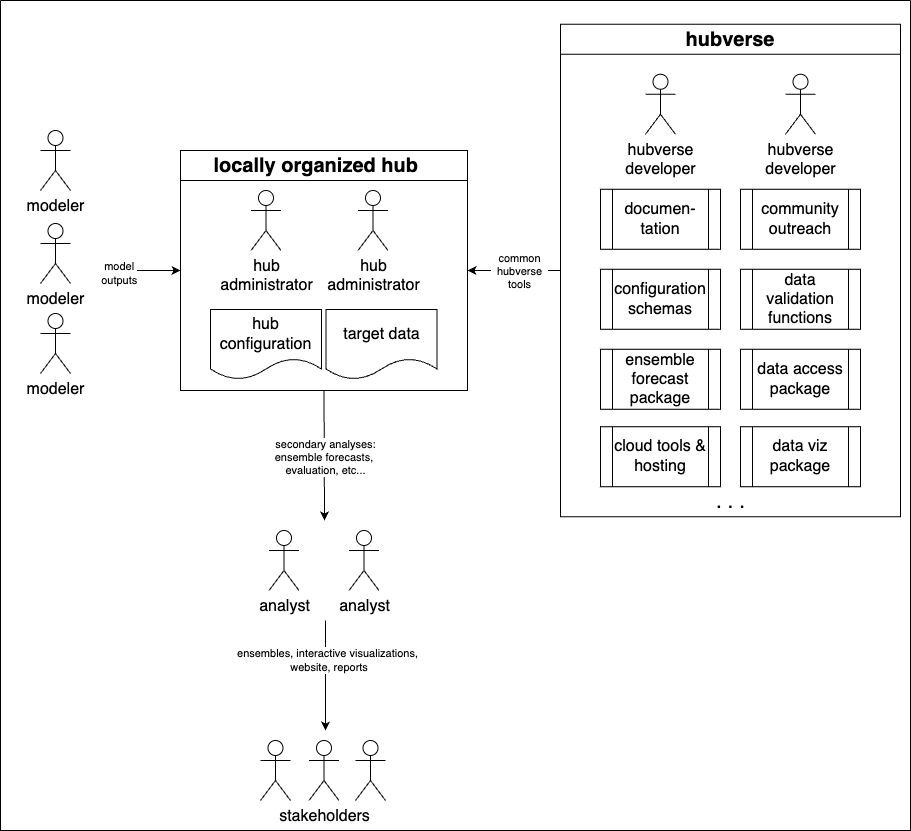 hubverse
hubverse
developer
hubverse
developer
documen-
tation
community
outreach
configuration
schemas
data
validation
functions
ensemble
forecast
package
data access
package
cloud tools &
hosting
data viz
package
. . .
modeler
modeler
modeler
model
outputs
locally organized hub
hub
administrator
hub
administrator
hub
configuration
target data
common
hubverse
tools
secondary analyses:
ensemble forecasts,
evaluation, etc...
analyst
analyst
ensembles, interactive visualizations,
website, reports
stakeholders